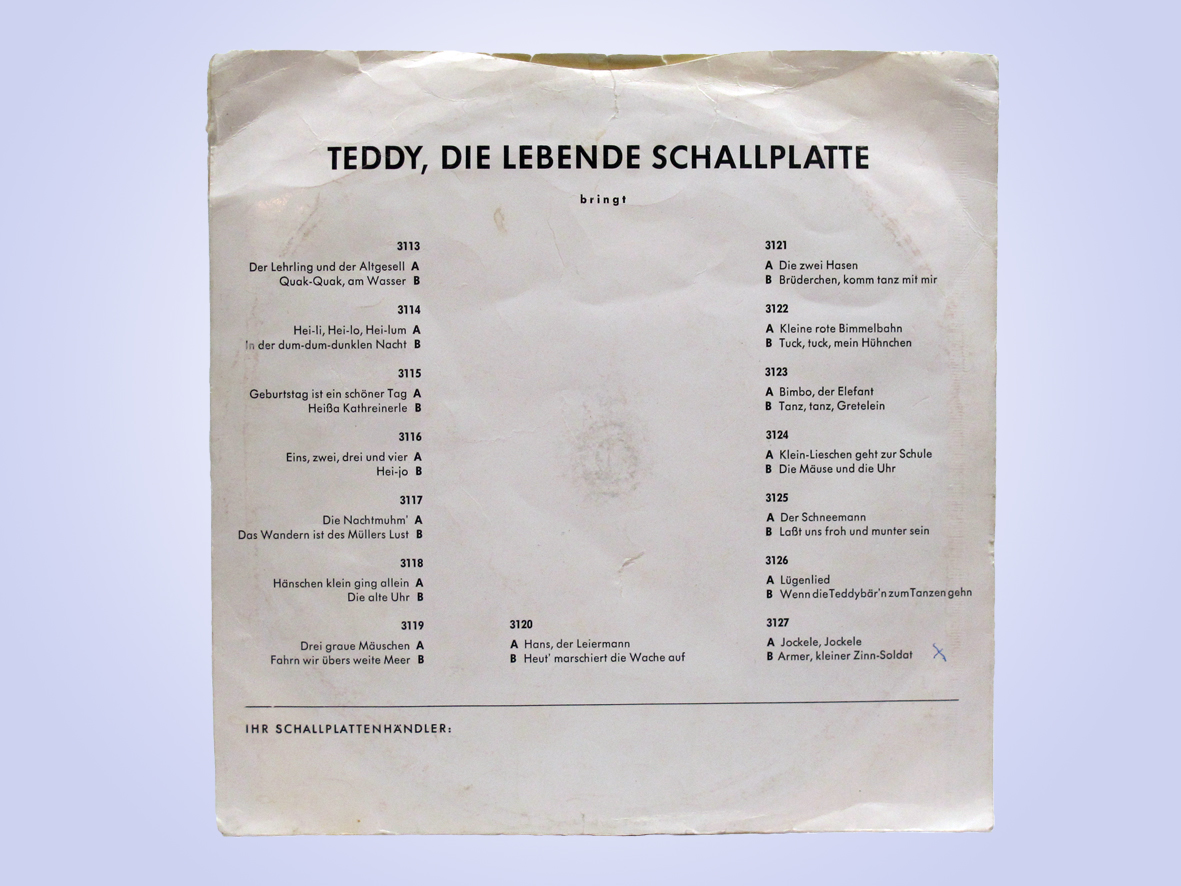 TEDDY, DIE LEBENDE SCHALLPLATTE
bringt
3113
Der Lehrling und der Altgesell A
Quak-Quak, am Wasser B
3114
Hei-li, Hei-lo, Hei-lum A
In der dum-dum-dunklen Nacht B
3115
Geburtstag ist ein schöner Tag A
Heißa Kathreinerle B
3116
Eins, zwei, drei und vier A
Hei-jo B
3117
Die Nachtmuhm' A
Das Wandern ist des Müllers Lust B
3118
Hänschen klein ging allein A
Die alte Uhr B
3119
Drei graue Mäuschen A
Fahrn wir übers weite Meer B
3120
A Hans, der Leiermann
B Heut' marschiert die Wache auf
3121
A Die zwei Hasen
B Brüderchen, komm tanz mit mir
3122
A Kleine rote Bimmelbahn
B Tuck, tuck, mein Hühnchen
3123
A Bimbo, der Elefant
B Tanz, tanz, Gretelein
3124
A Klein-Lieschen geht zur Schule
B Die Mäuse und die Uhr
3125
A Der Schneemann
B Laßt uns froh und munter sein
3126
A Lügenlied
B Wenn die Teddybär'n zum Tanzen gehn
3127
A Jockele, Jockele
B Armer, kleiner Zinn-Soldat
IHR SCHALLPLATTENHÄNDLER: